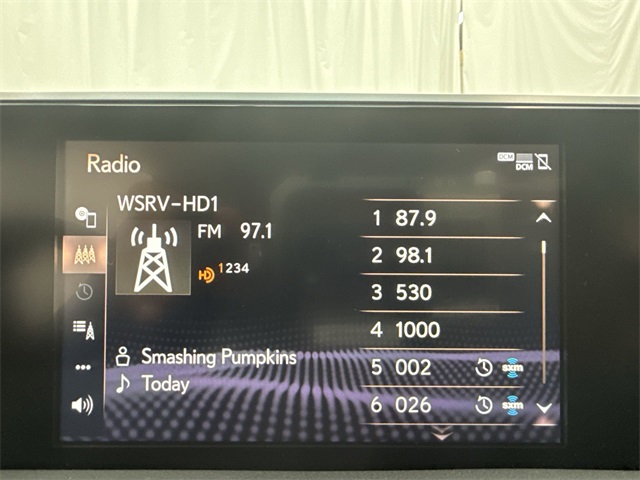 Radio
DCM
DCM
WSRV-HD1
FM 97.1
HD 1234
Smashing Pumpkins
Today
1 87.9
2 98.1
3 530
4 1000
5 002 sxm
6 026 sxm